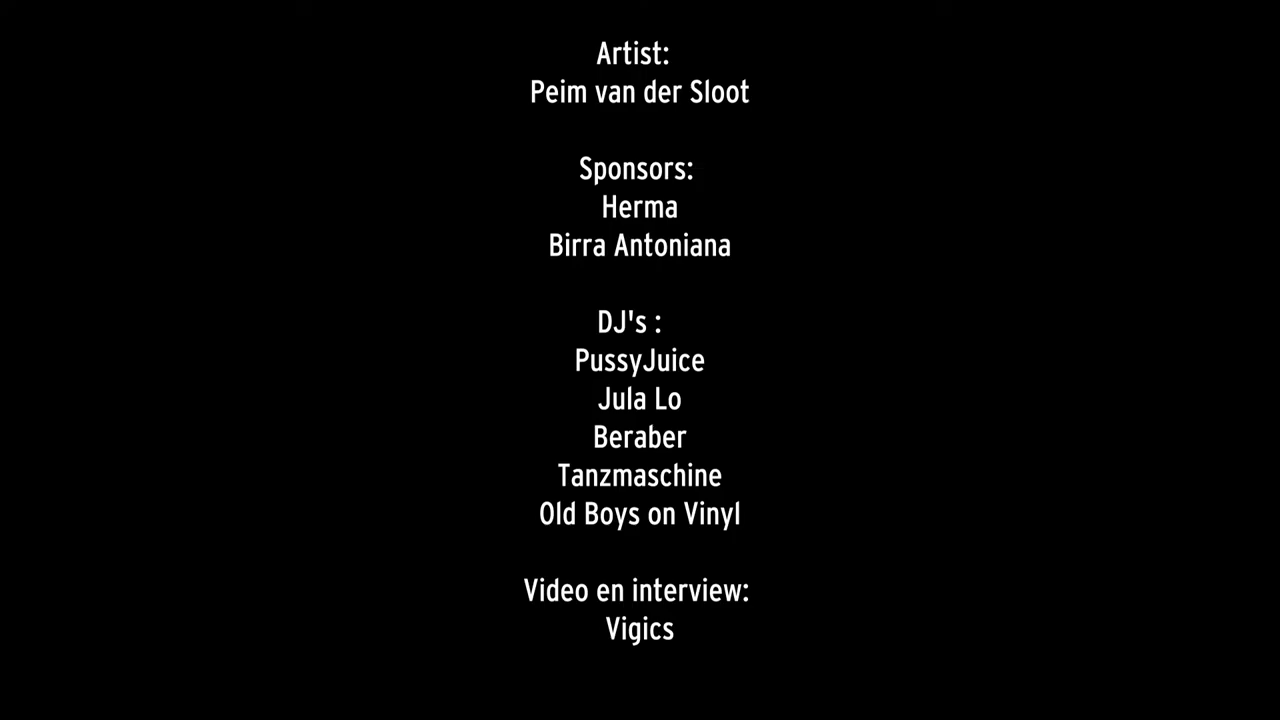 Artist:
Peim van der Sloot
Sponsors:
Herma
Birra Antoniana
DJ's :
PussyJuice
Jula Lo
Beraber
Tanzmaschine
Old Boys on Vinyl
Video en interview:
Vigics